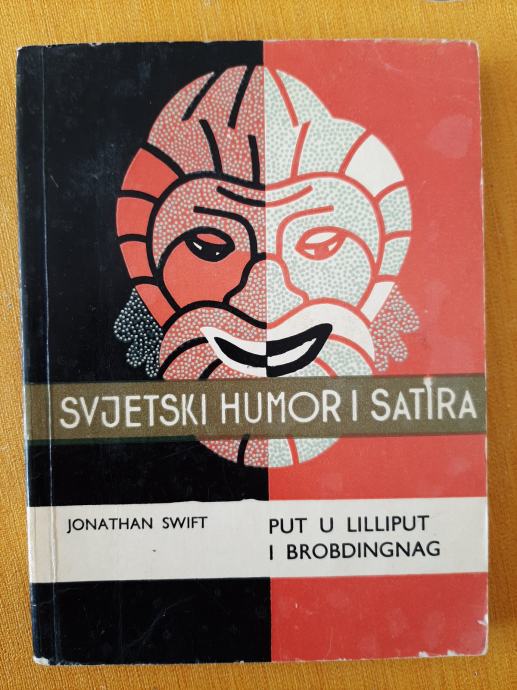 SVJETSKI HUMOR I SATIRA
JONATHAN SWIFT
PUT U LILLIPUT
I BROBDINGNAG